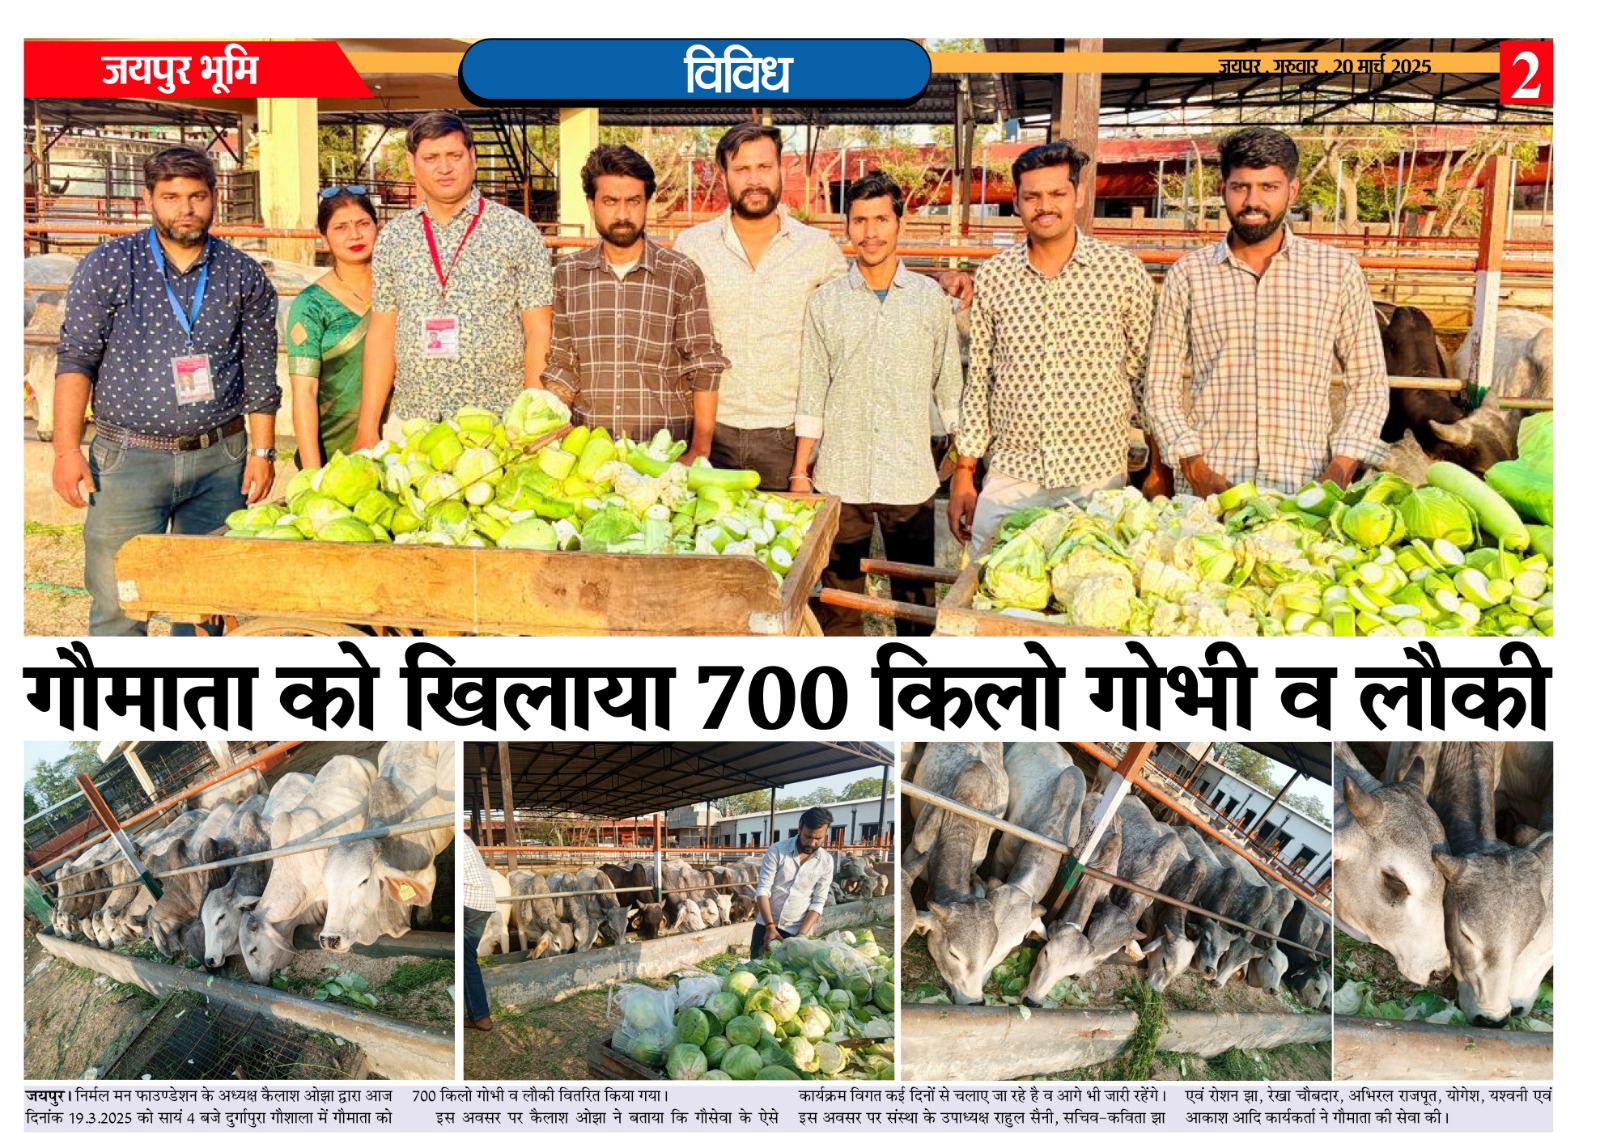 जयपुर भूमि
विविध
जयपुर , गुरुवार , 20 मार्च 2025
2
गौमाता को खिलाया 700 किलो गोभी व लौकी
जयपुर। निर्मल मन फाउण्डेशन के अध्यक्ष कैलाश ओझा द्वारा आज
दिनांक 19.3.2025 को सायं 4 बजे दुर्गापुरा गौशाला में गौमाता को
700 किलो गोभी व लौकी वितरित किया गया।
इस अवसर पर कैलाश ओझा ने बताया कि गौसेवा के ऐसे
कार्यक्रम विगत कई दिनों से चलाए जा रहे है व आगे भी जारी रहेंगे।
इस अवसर पर संस्था के उपाध्यक्ष राहुल सैनी, सचिव-कविता झा
एवं रोशन झा, रेखा चौबदार, अभिरल राजपूत, योगेश, यश्वनी एवं
आकाश आदि कार्यकर्ता ने गौमाता की सेवा की।